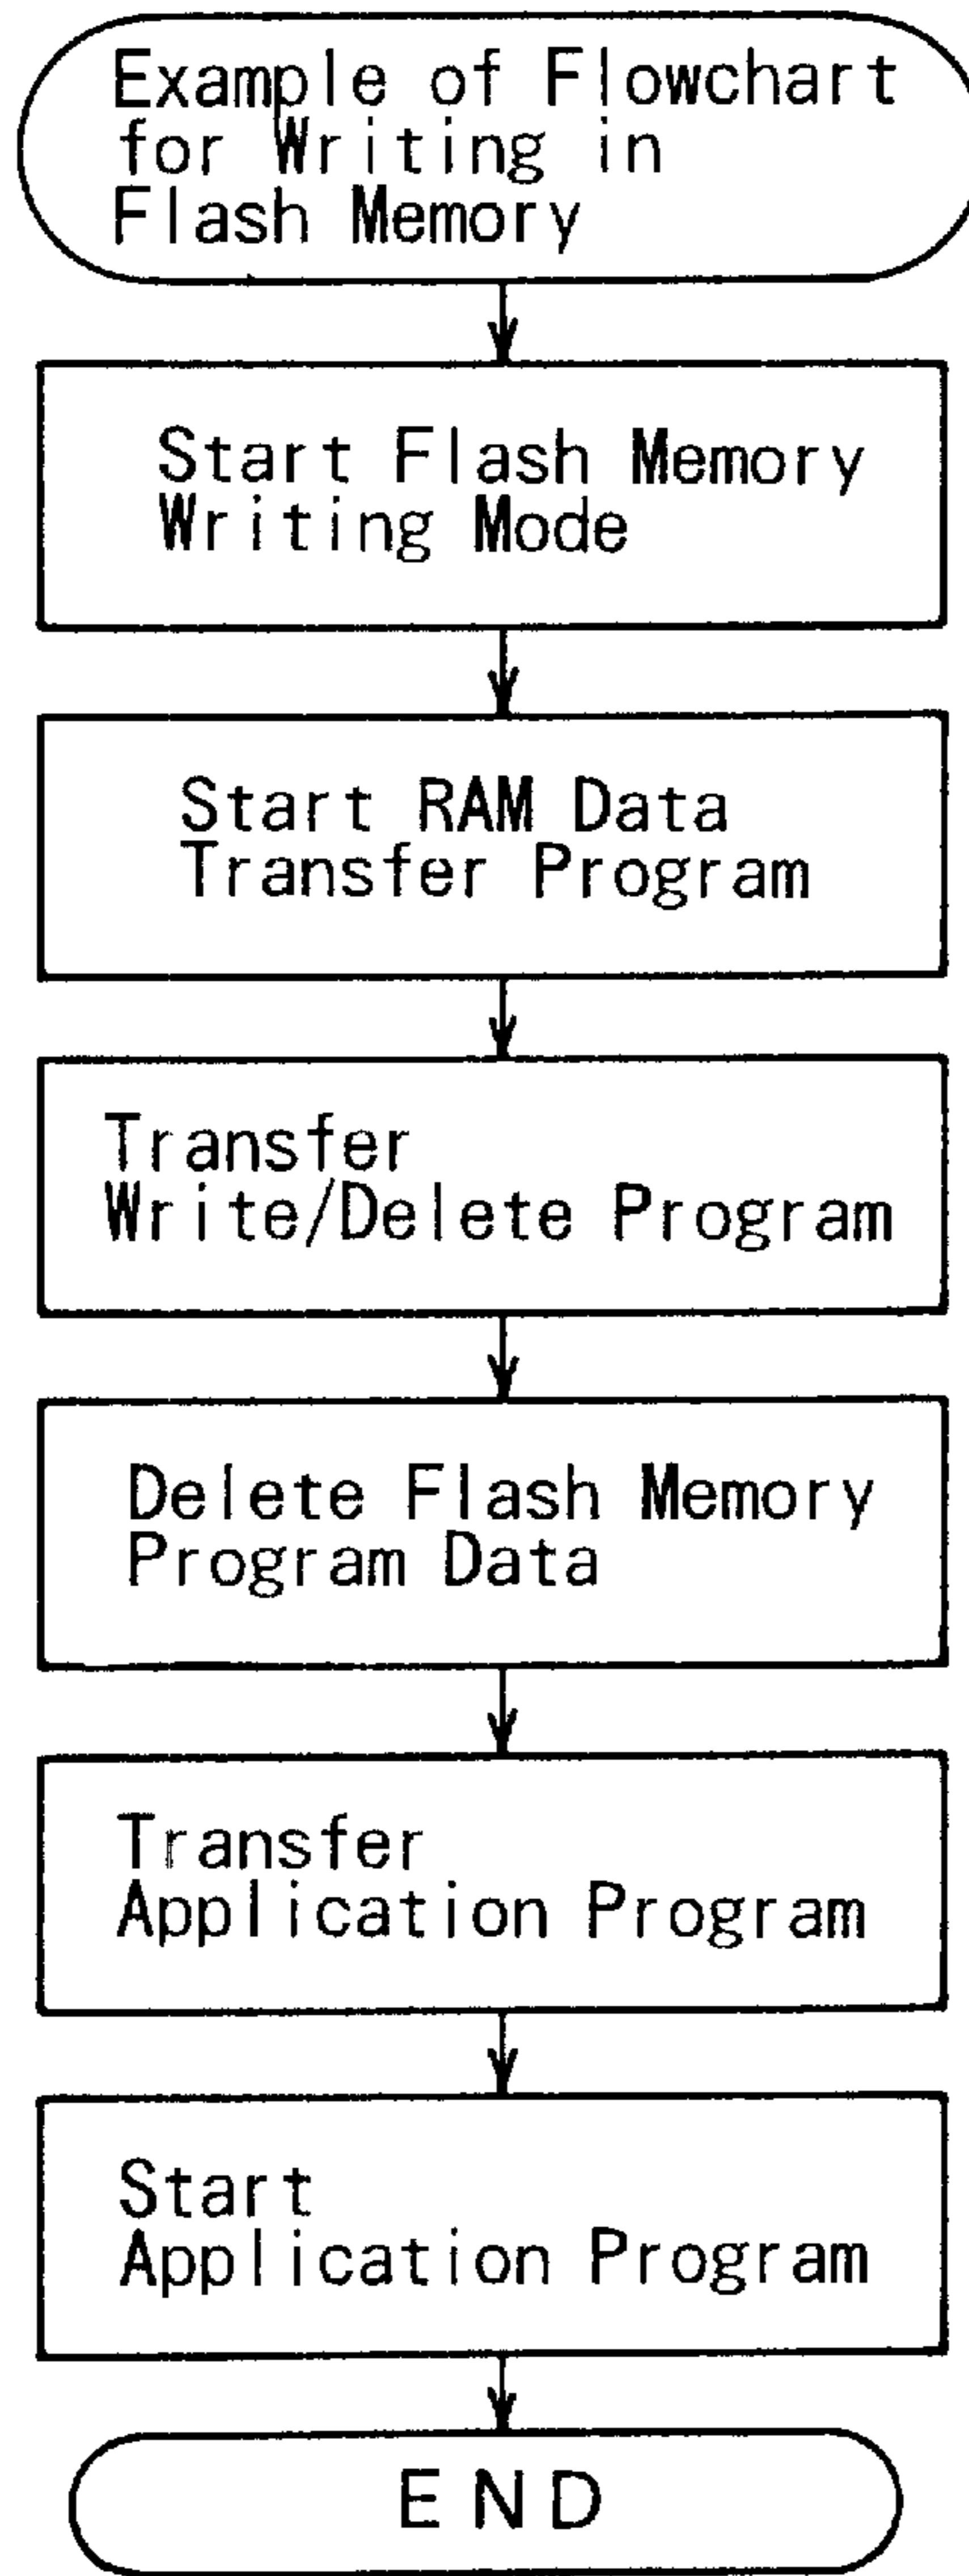 Example of Flowchart
for Writing in
Flash Memory
Start Flash Memory
Writing Mode
Start RAM Data
Transfer Program
Transfer
Write/Delete Program
Delete Flash Memory
Program Data
Transfer
Application Program
Start
Application Program
END